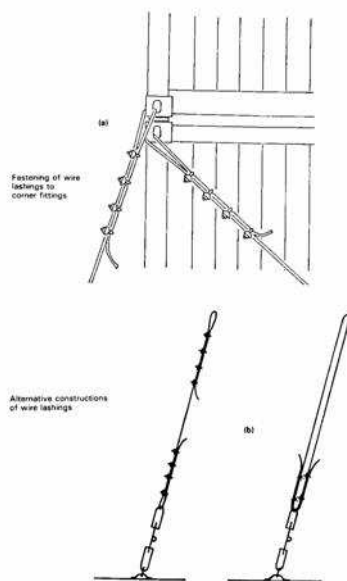 (a)
Fastening of wire
lashings to
corner fittings
Alternative constructions
of wire lashings
(b)